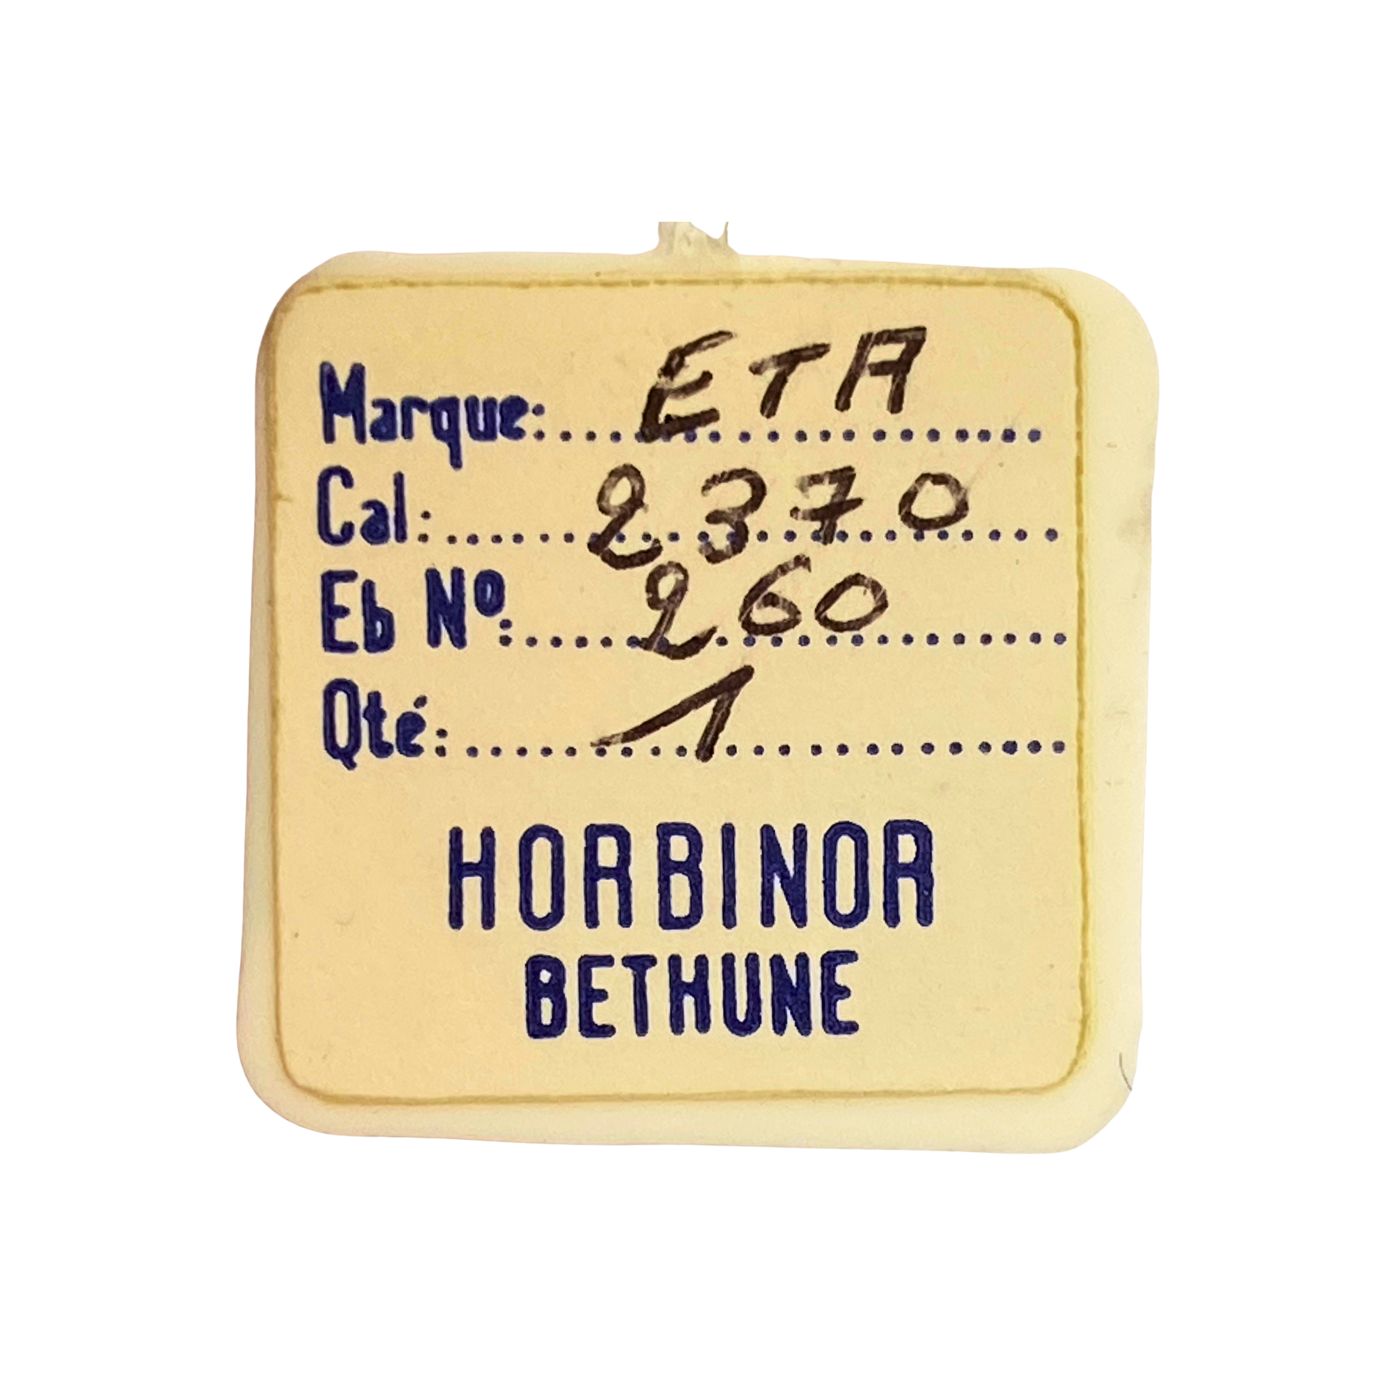 Marque: ETA
Cal: 2370
Eb Nº: 260
Qté: 1
HORBINOR
BETHUNE